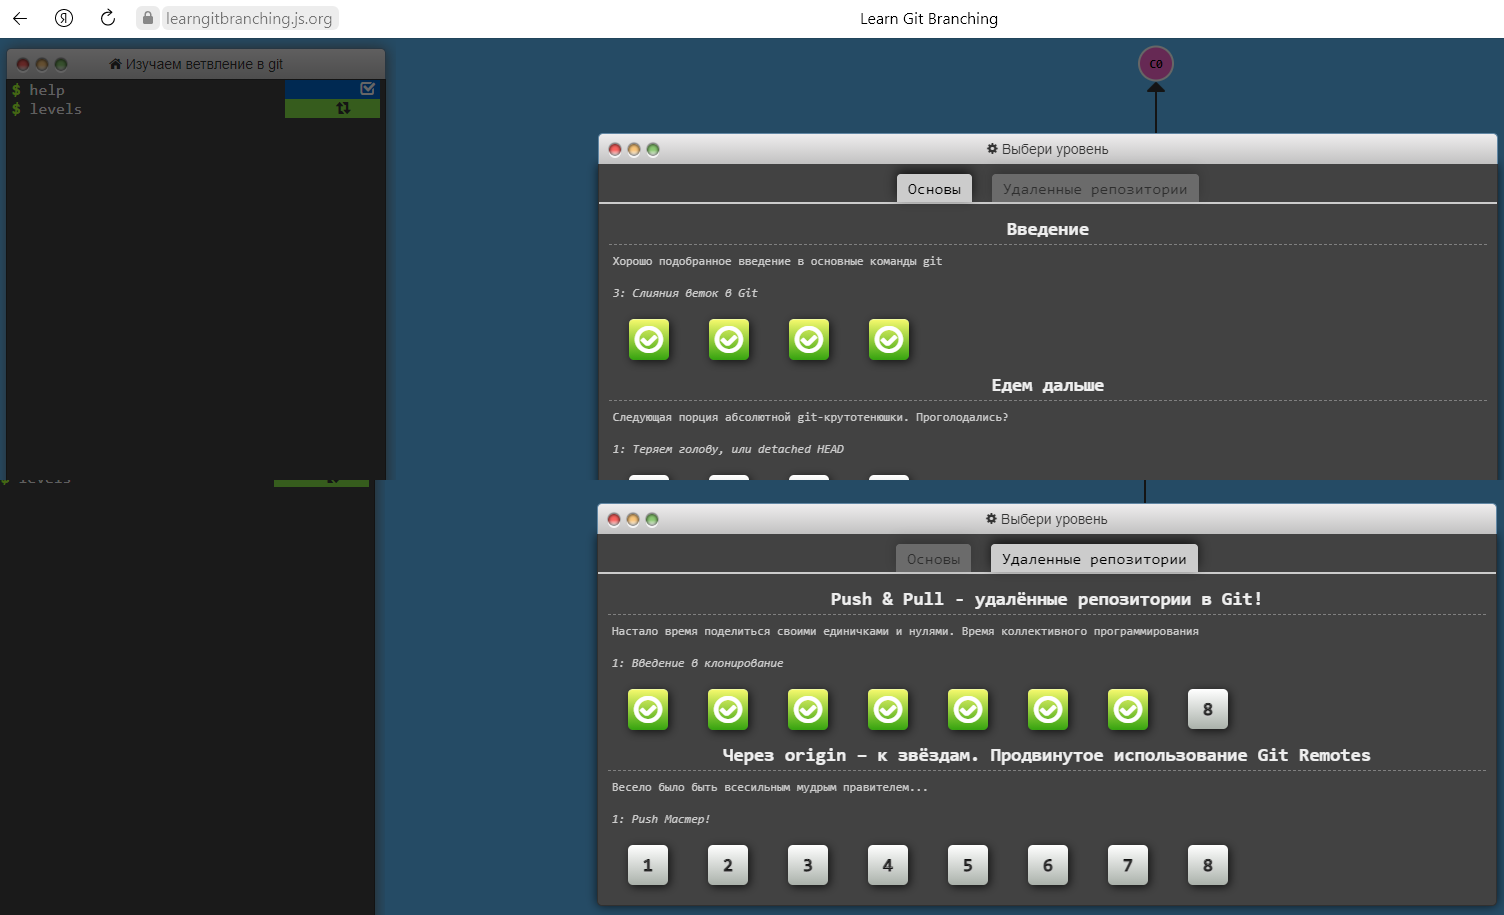 learngitbranching.js.org
Learn Git Branching
Изучаем ветвление в git
$ help
$ levels
C0
Выбери уровень
Основы
Удаленные репозитории
Введение
Хорошо подобранное введение в основные команды git
3: Слияния веток в Git
Едем дальше
Следующая порция абсолютной git-крутотенюшки. Проголодались?
1: Теряем голову, или detached HEAD
$ levels
Выбери уровень
Основы
Удаленные репозитории
Push & Pull - удалённые репозитории в Git!
Настало время поделиться своими единичками и нулями. Время коллективного программирования
1: Введение в клонирование
8
Через origin – к звёздам. Продвинутое использование Git Remotes
Весело было быть всесильным мудрым правителем...
1: Push Мастер!
1 2 3 4 5 6 7 8